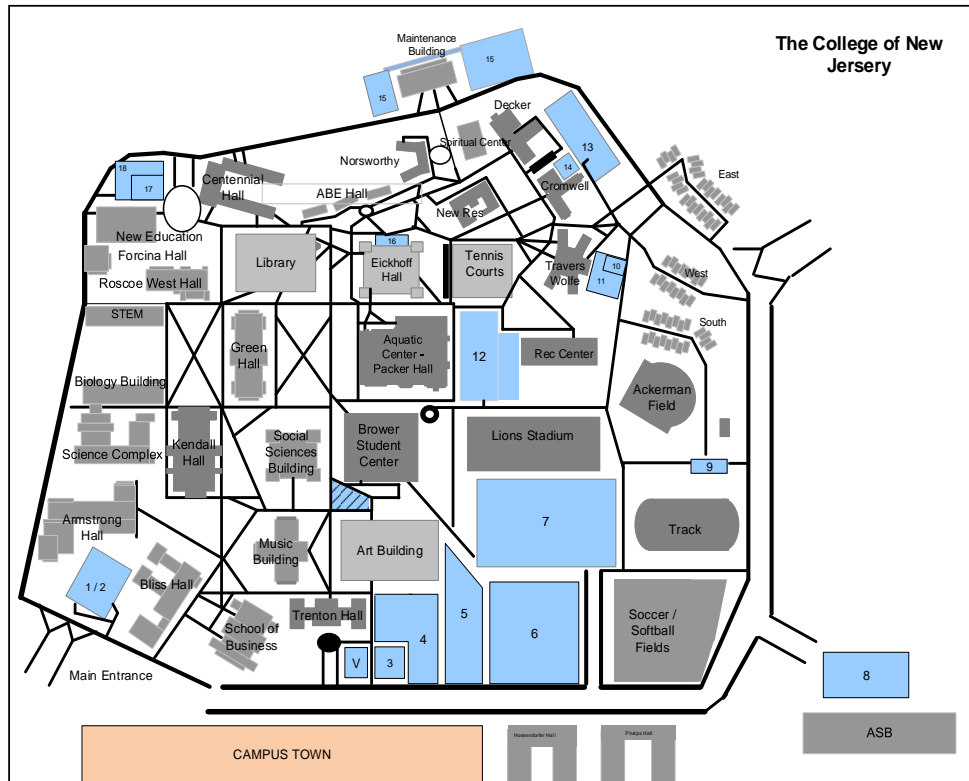 The College of New
Jersery
Maintenance
Building
15
15
Decker
Spiritual Center
13
Norsworthy
14
18
17
Centennial
Hall
ABE Hall
Cromwell
East
New Res
New Education
Forcina Hall
16
Library
Eickhoff
Hall
Tennis
Courts
Travers
Wolfe
10
11
West
Roscoe West Hall
STEM
South
Green
Hall
Aquatic
Center -
Packer Hall
12
Rec Center
Biology Building
Ackerman
Field
Kendall
Hall
Social
Sciences
Building
Brower
Student
Center
Lions Stadium
Science Complex
9
Armstrong
Hall
7
Track
Music
Building
Art Building
1 / 2
Bliss Hall
5
6
Trenton Hall
School of
Business
4
Soccer /
Softball
Fields
V
3
Main Entrance
8
ASB
CAMPUS TOWN
Hossendorfer Hall
Phelps Hall